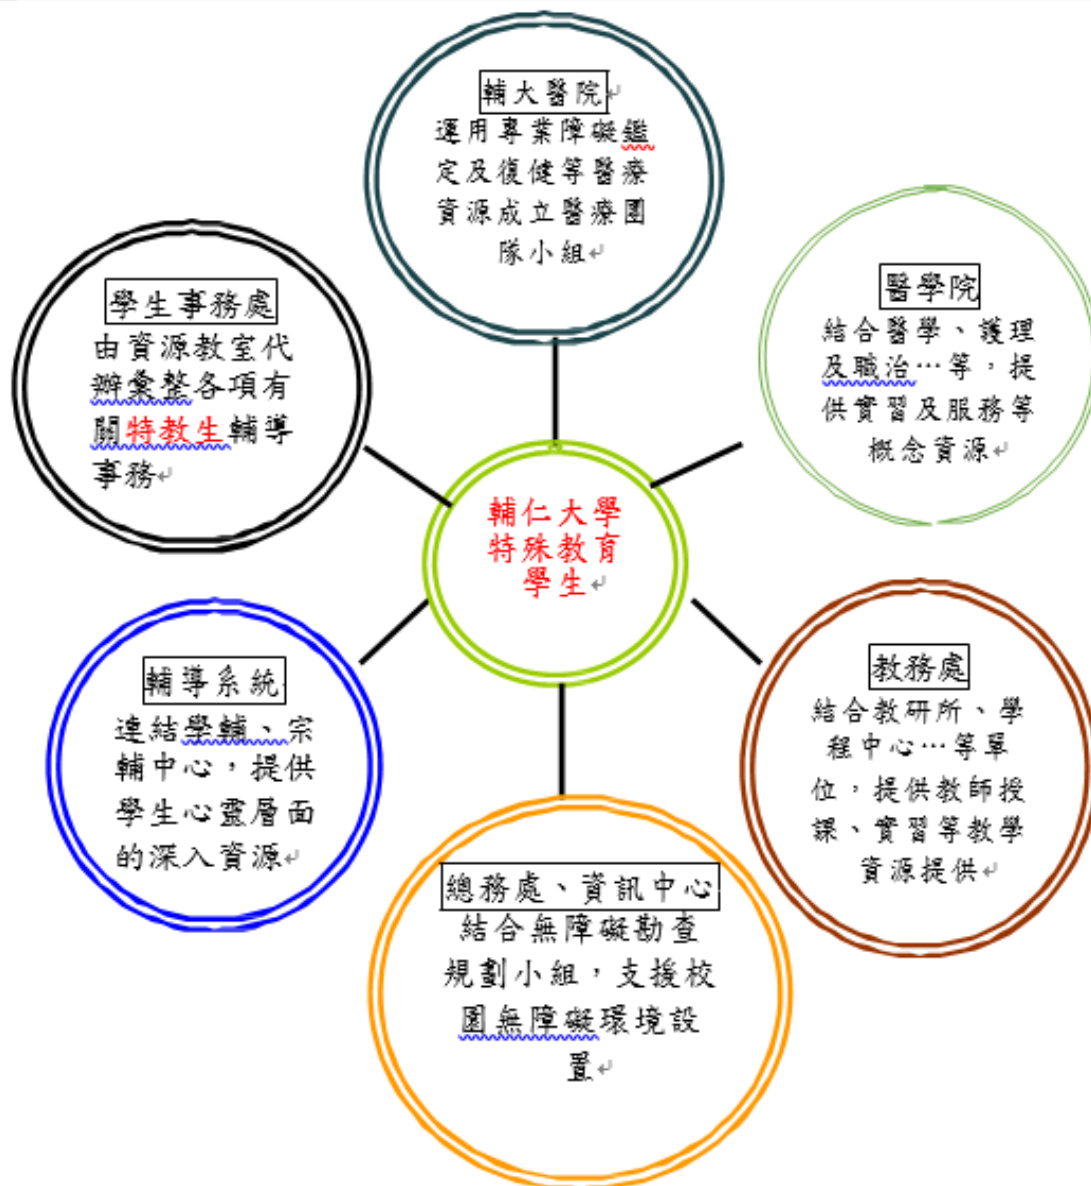 輔大醫院
運用專業障礙鑑
定及復健等醫療
資源成立醫療團
隊小組
學生事務處
由資源教室代
辦彙整各項有
關特教生輔導
事務
醫學院
結合醫學、護理
及職治…等，提
供實習及服務等
概念資源
輔仁大學
特殊教育
學生
輔導系統
連結學輔、宗
輔中心，提供
學生心靈層面
的深入資源
教務處
結合教研所、學
程中心…等單
位，提供教師授
課、實習等教學
資源提供
總務處、資訊中心
結合無障礙勘查
規劃小組，支援校
園無障礙環境設
置